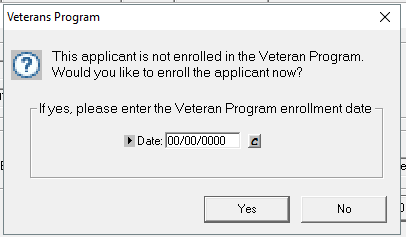 Veterans Program
This applicant is not enrolled in the Veteran Program.
Would you like to enroll the applicant now?
If yes, please enter the Veteran Program enrollment date
Date: 00/00/0000
c
Yes No